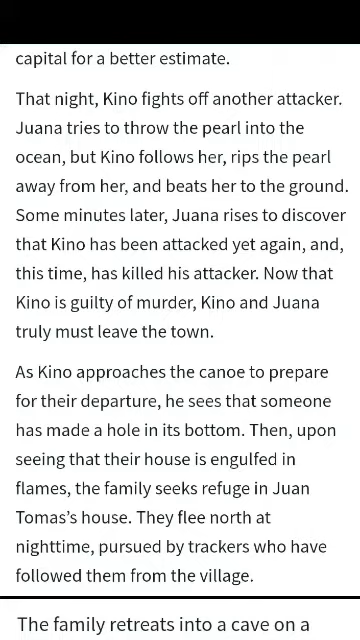 capital for a better estimate.
That night, Kino fights off another attacker.
Juana tries to throw the pearl into the
ocean, but Kino follows her, rips the pearl
away from her, and beats her to the ground.
Some minutes later, Juana rises to discover
that Kino has been attacked yet again, and,
this time, has killed his attacker. Now that
Kino is guilty of murder, Kino and Juana
truly must leave the town.
As Kino approaches the canoe to prepare
for their departure, he sees that someone
has made a hole in its bottom. Then, upon
seeing that their house is engulfed in
flames, the family seeks refuge in Juan
Tomas’s house. They flee north at
nighttime, pursued by trackers who have
followed them from the village.
The family retreats into a cave on a